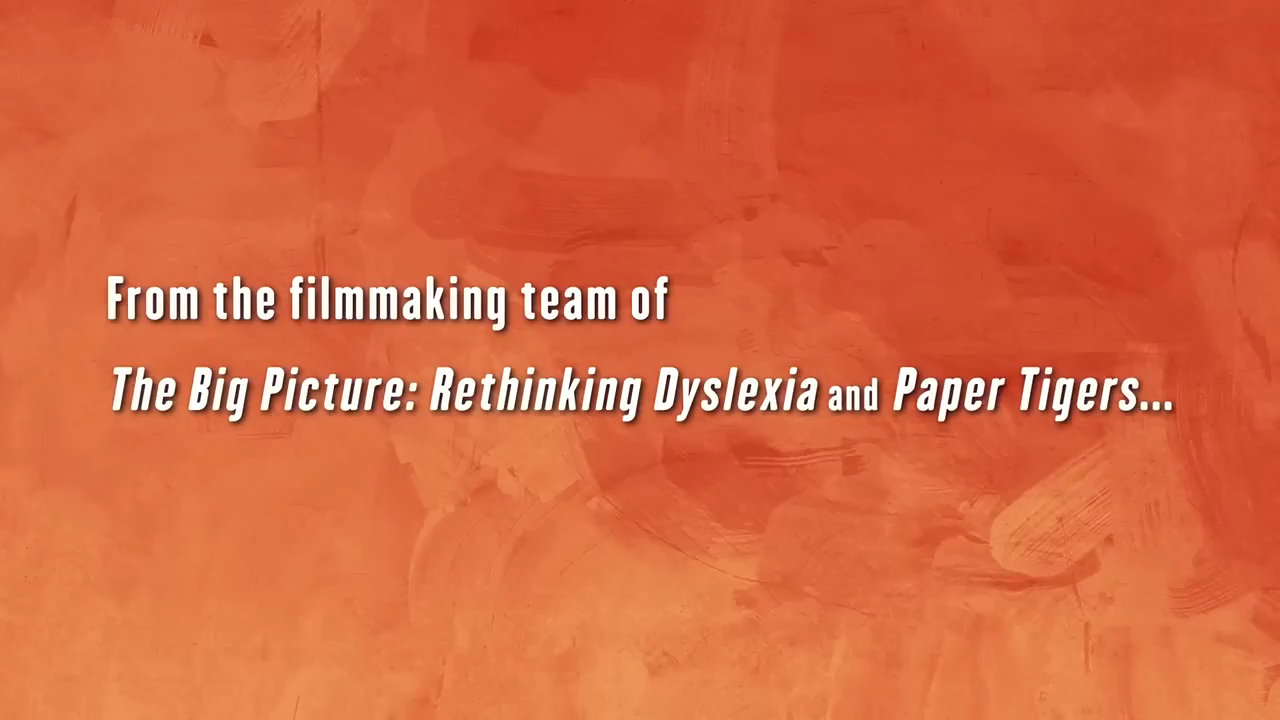 From the filmmaking team of
The Big Picture: Rethinking Dyslexia and Paper Tigers...